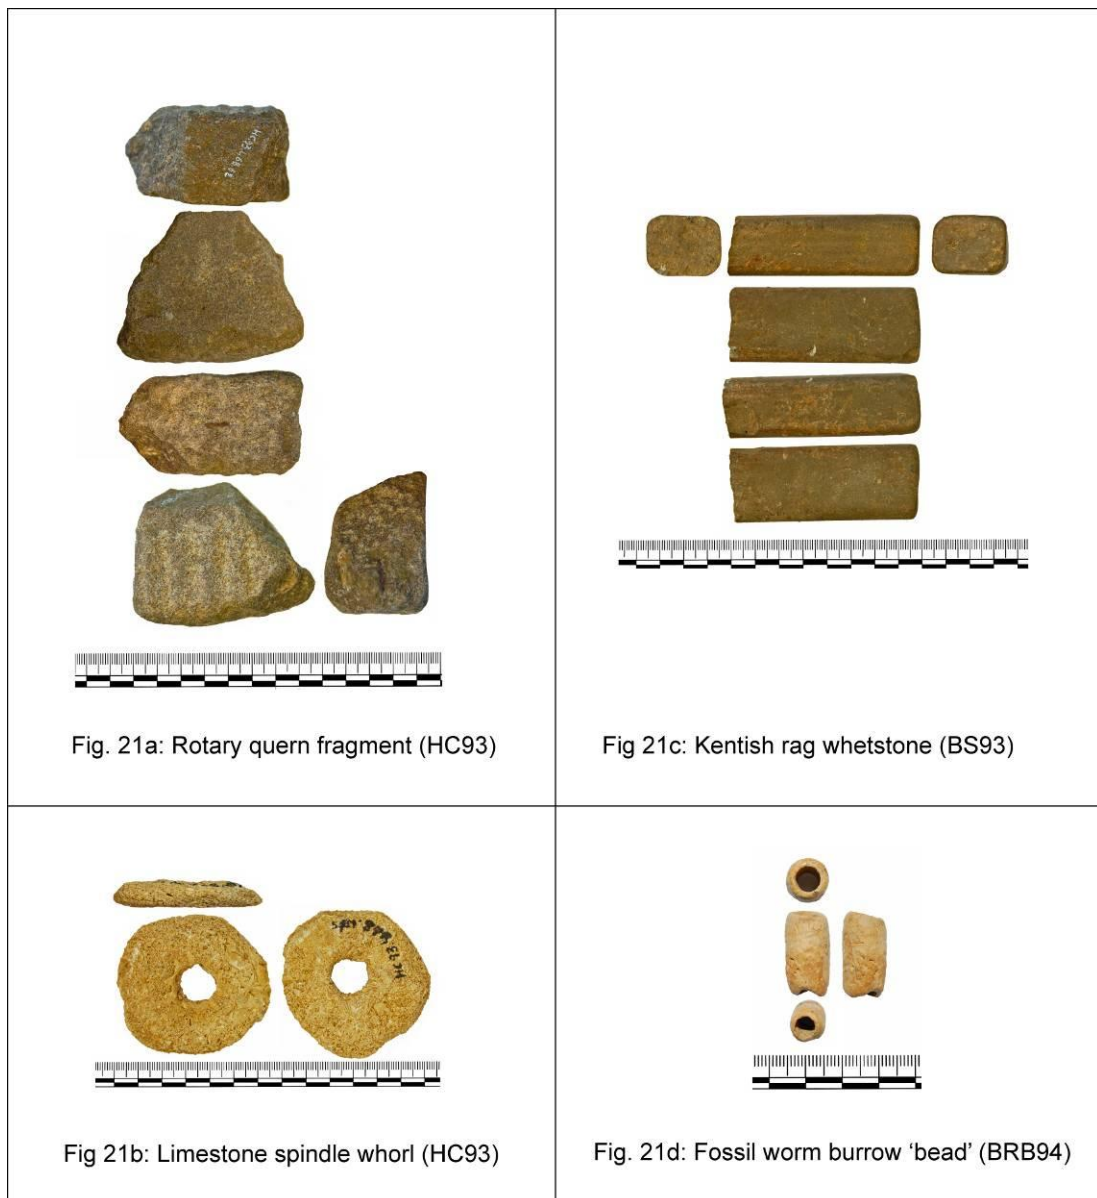 Fig. 21a: Rotary quern fragment (HC93)
Fig 21c: Kentish rag whetstone (BS93)
Fig 21b: Limestone spindle whorl (HC93)
Fig. 21d: Fossil worm burrow ‘bead’ (BRB94)